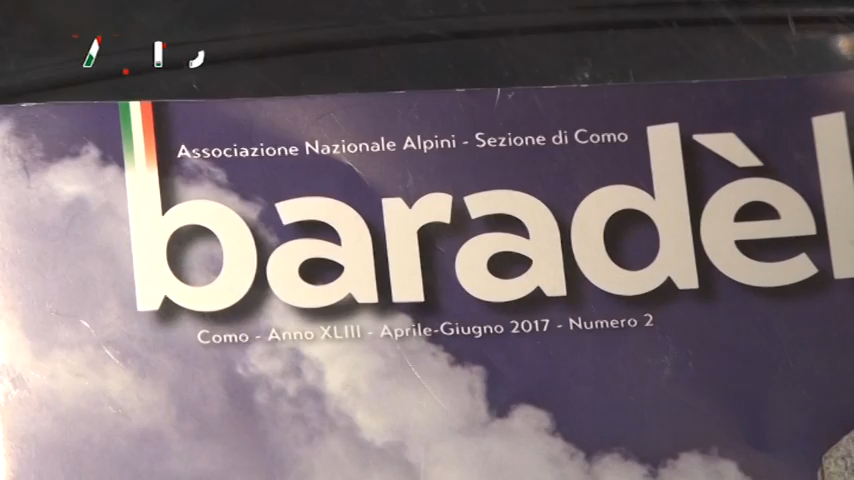 Associazione Nazionale Alpini - Sezione di Como
baradèl
Como - Anno XLIII - Aprile-Giugno 2017 - Numero 2